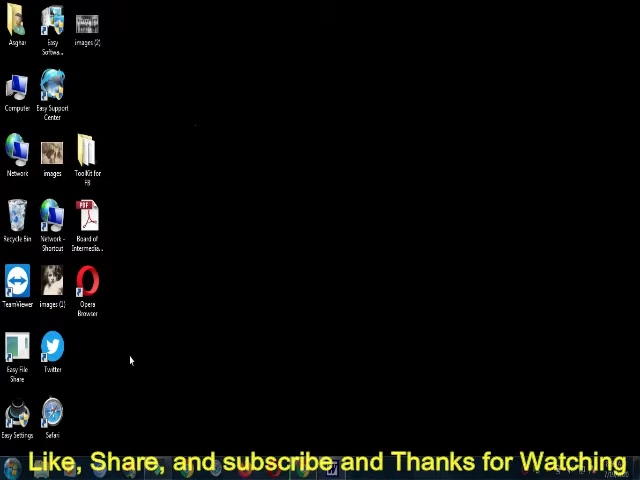 Asghar
Easy
Softwa...
images (2)
Computer
Easy Support
Center
Network
images
ToolKit for
FB
Recycle Bin
Network -
Shortcut
Board of
Intermedia...
TeamViewer
images (1)
Opera
Browser
Easy File
Share
Twitter
Easy Settings
Safari
Like, Share, and subscribe and Thanks for Watching